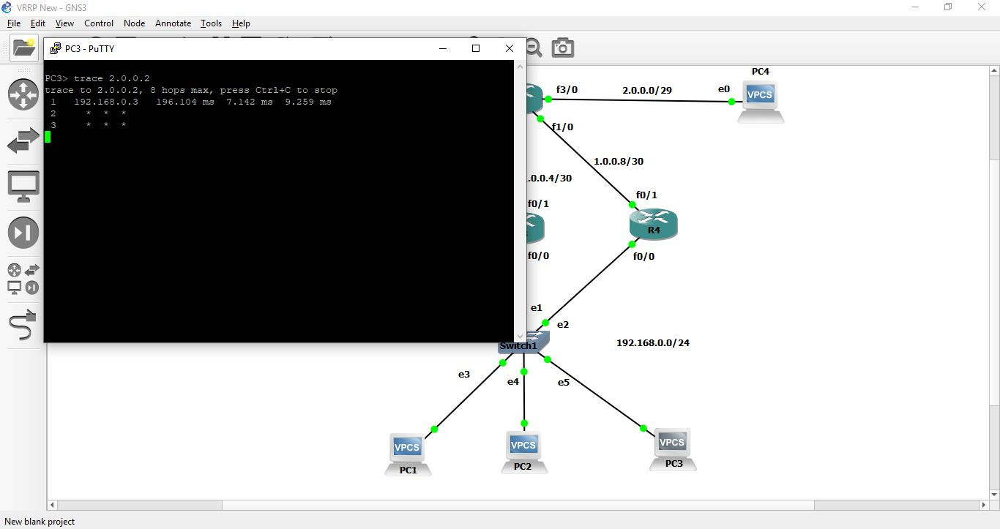 VRRP New - GNS3
File Edit View Control Node Annotate Tools Help
PC3 - PuTTY
PC3> trace 2.0.0.2
trace to 2.0.0.2, 8 hops max, press Ctrl+C to stop
1 192.168.0.3 196.104 ms 7.142 ms 9.259 ms
2 * * *
3 * * *
PC4
f3/0
2.0.0.0/29
e0
VPCS
f1/0
1.0.0.8/30
.0.0.4/30
f0/1
f0/1
R4
f0/0
f0/0
e1
e2
Switch1
192.168.0.0/24
e3
e4
e5
VPCS
PC1
VPCS
PC2
VPCS
PC3
New blank project